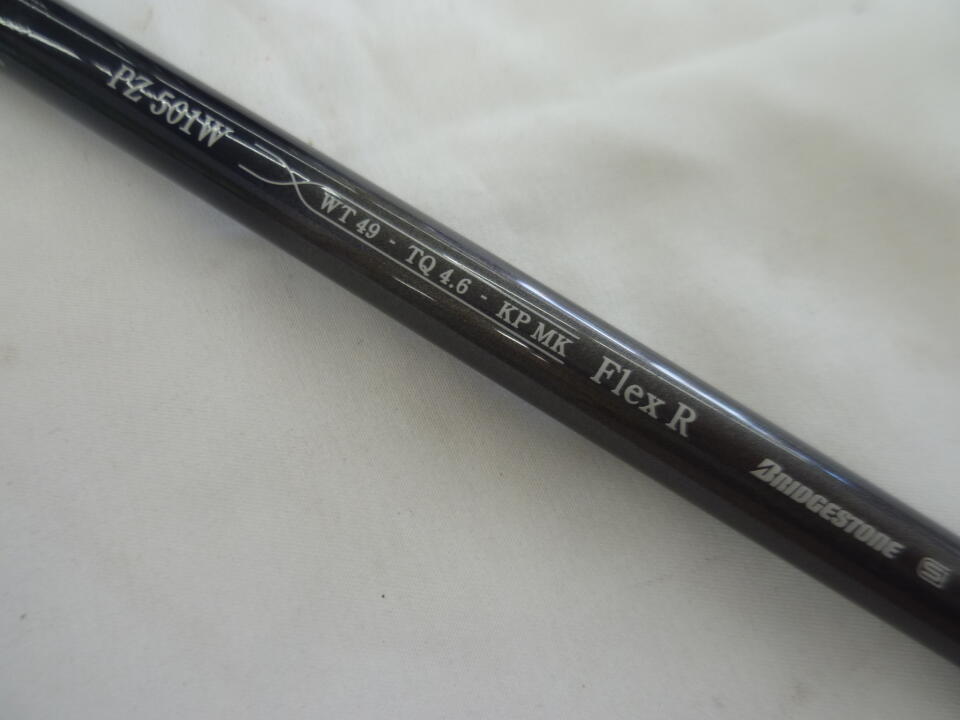 PZ-501W
WT 49 - TQ 4.6 - KP MK
Flex R
BRIDGESTONE S